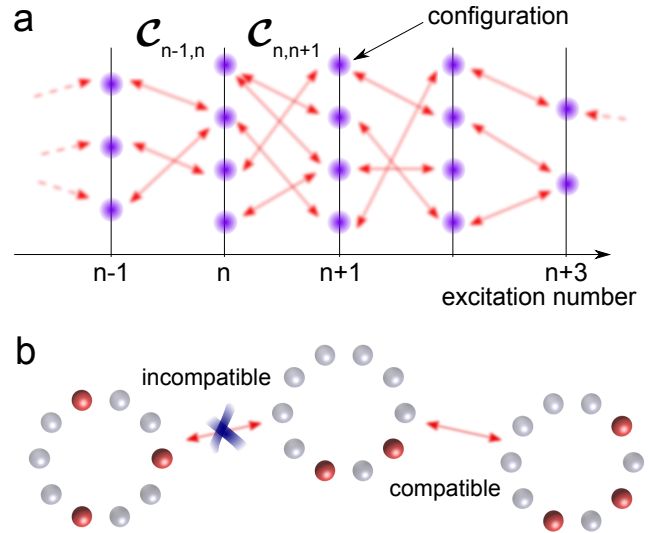 a
configuration
C n-1,n
C n,n+1
n-1
n
n+1
n+3
excitation number
b
incompatible
compatible